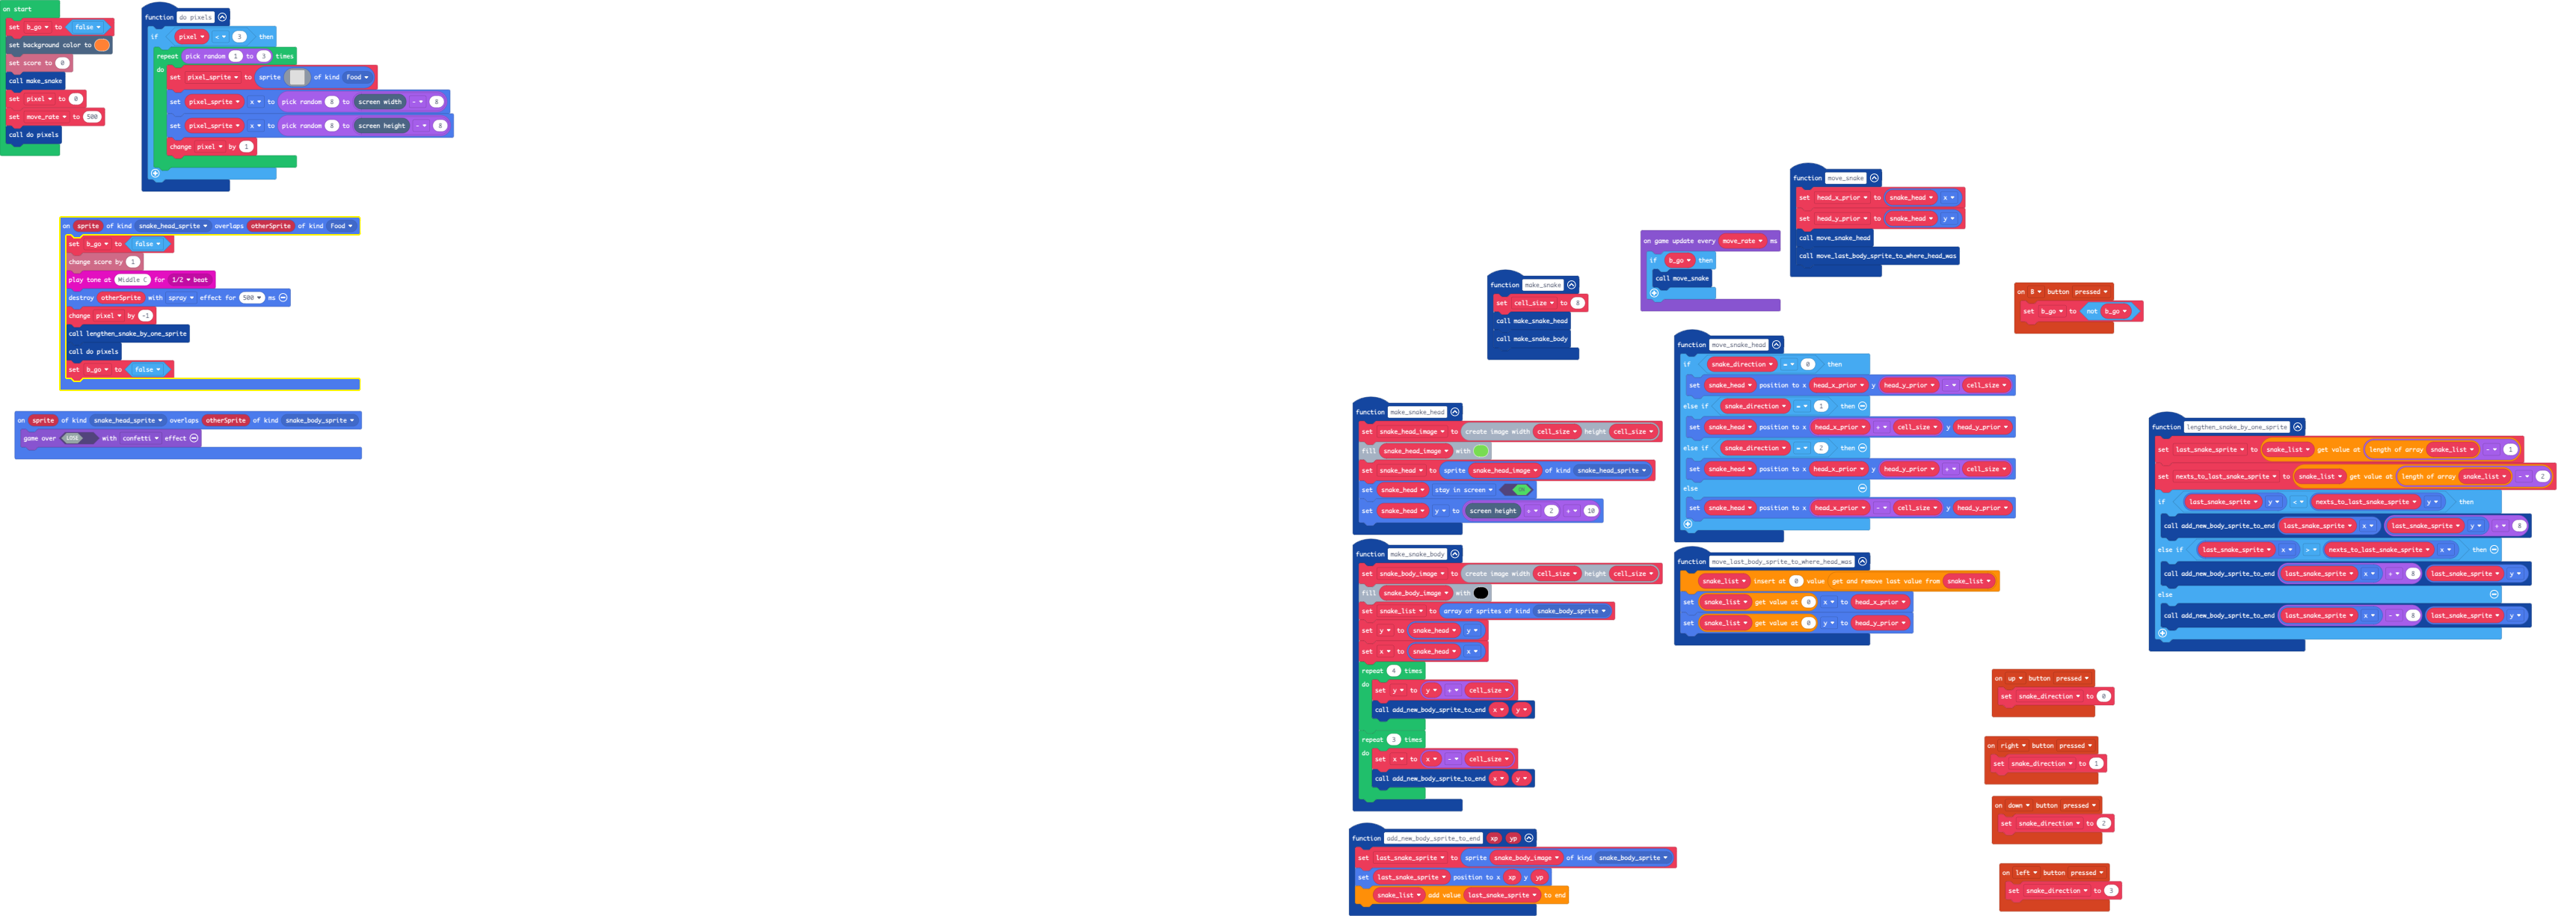 on start
set b_go to false
set background color to
set score to 0
call make_snake
set pixel to 0
set move_rate to 500
call do pixels
function do pixels
if pixel < 3 then
repeat pick random 1 to 3 times
do
set pixel_sprite to sprite of kind Food
set pixel_sprite x to pick random 8 to screen width - 8
set pixel_sprite x to pick random 8 to screen height - 8
change pixel by 1
on sprite of kind snake_head_sprite overlaps otherSprite of kind Food
set b_go to false
change score by 1
play tone at Middle C for 1/2 beat
destroy otherSprite with spray effect for 500 ms
change pixel by -1
call lengthen_snake_by_one_sprite
call do pixels
set b_go to false
on sprite of kind snake_head_sprite overlaps otherSprite of kind snake_body_sprite
game over LOSE with confetti effect
function make_snake
set cell_size to 8
call make_snake_head
call make_snake_body
function make_snake_head
set snake_head_image to create image width cell_size height cell_size
fill snake_head_image with
set snake_head to sprite snake_head_image of kind snake_head_sprite
set snake_head stay in screen ON
set snake_head y to screen height ÷ 2 + 10
function make_snake_body
set snake_body_image to create image width cell_size height cell_size
fill snake_body_image with
set snake_list to array of sprites of kind snake_body_sprite
set y to snake_head y
set x to snake_head x
repeat 4 times
do
set y to y + cell_size
call add_new_body_sprite_to_end x y
repeat 3 times
do
set x to x - cell_size
call add_new_body_sprite_to_end x y
function add_new_body_sprite_to_end xp yp
set last_snake_sprite to sprite snake_body_image of kind snake_body_sprite
set last_snake_sprite position to x xp y yp
snake_list add value last_snake_sprite to end
on game update every move_rate ms
if b_go then
call move_snake
function move_snake
set head_x_prior to snake_head x
set head_y_prior to snake_head y
call move_snake_head
call move_last_body_sprite_to_where_head_was
function move_snake_head
if snake_direction = 0 then
set snake_head position to x head_x_prior y head_y_prior - cell_size
else if snake_direction = 1 then
set snake_head position to x head_x_prior + cell_size y head_y_prior
else if snake_direction = 2 then
set snake_head position to x head_x_prior y head_y_prior + cell_size
else
set snake_head position to x head_x_prior - cell_size y head_y_prior
function move_last_body_sprite_to_where_head_was
snake_list insert at 0 value get and remove last value from snake_list
set snake_list get value at 0 x to head_x_prior
set snake_list get value at 0 y to head_y_prior
on B button pressed
set b_go to not b_go
on up button pressed
set snake_direction to 0
on right button pressed
set snake_direction to 1
on down button pressed
set snake_direction to 2
on left button pressed
set snake_direction to 3
function lengthen_snake_by_one_sprite
set last_snake_sprite to snake_list get value at length of array snake_list - 1
set nexts_to_last_snake_sprite to snake_list get value at length of array snake_list - 2
if last_snake_sprite y < nexts_to_last_snake_sprite y then
call add_new_body_sprite_to_end last_snake_sprite x last_snake_sprite y + 8
else if last_snake_sprite x > nexts_to_last_snake_sprite x then
call add_new_body_sprite_to_end last_snake_sprite x + 8 last_snake_sprite y
else
call add_new_body_sprite_to_end last_snake_sprite x - 8 last_snake_sprite y